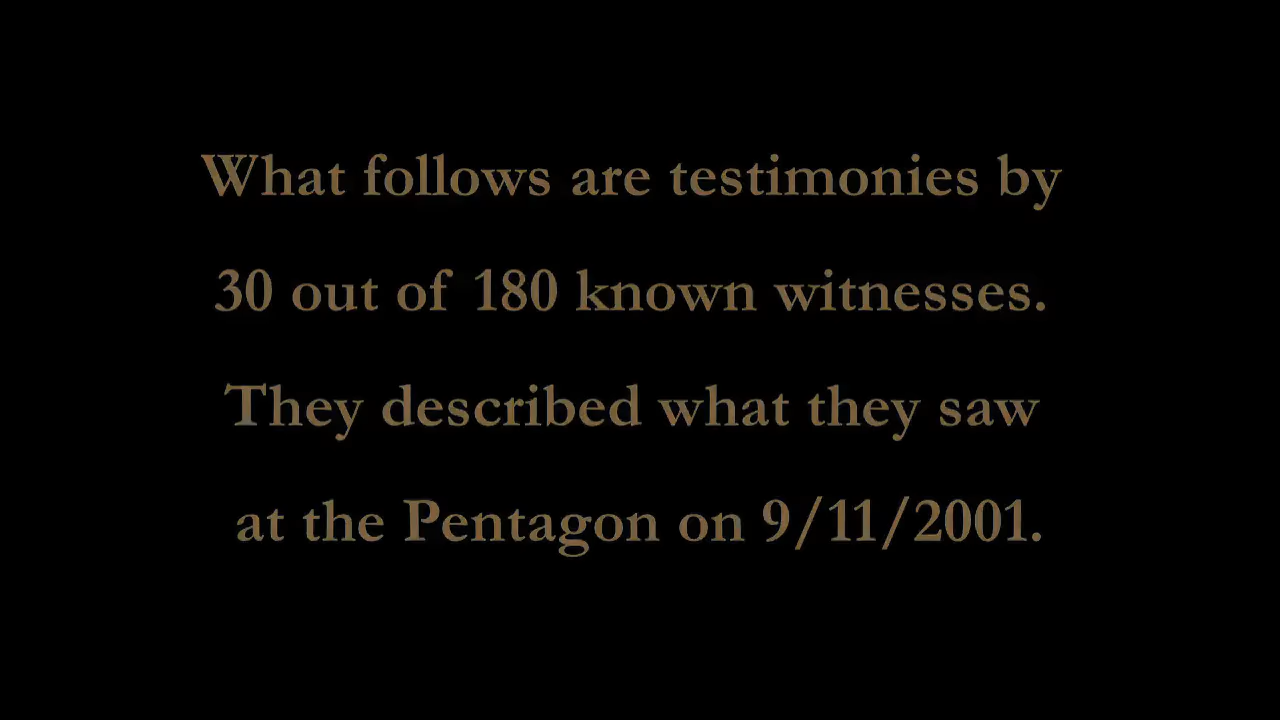 What follows are testimonies by
30 out of 180 known witnesses.
They described what they saw
at the Pentagon on 9/11/2001.